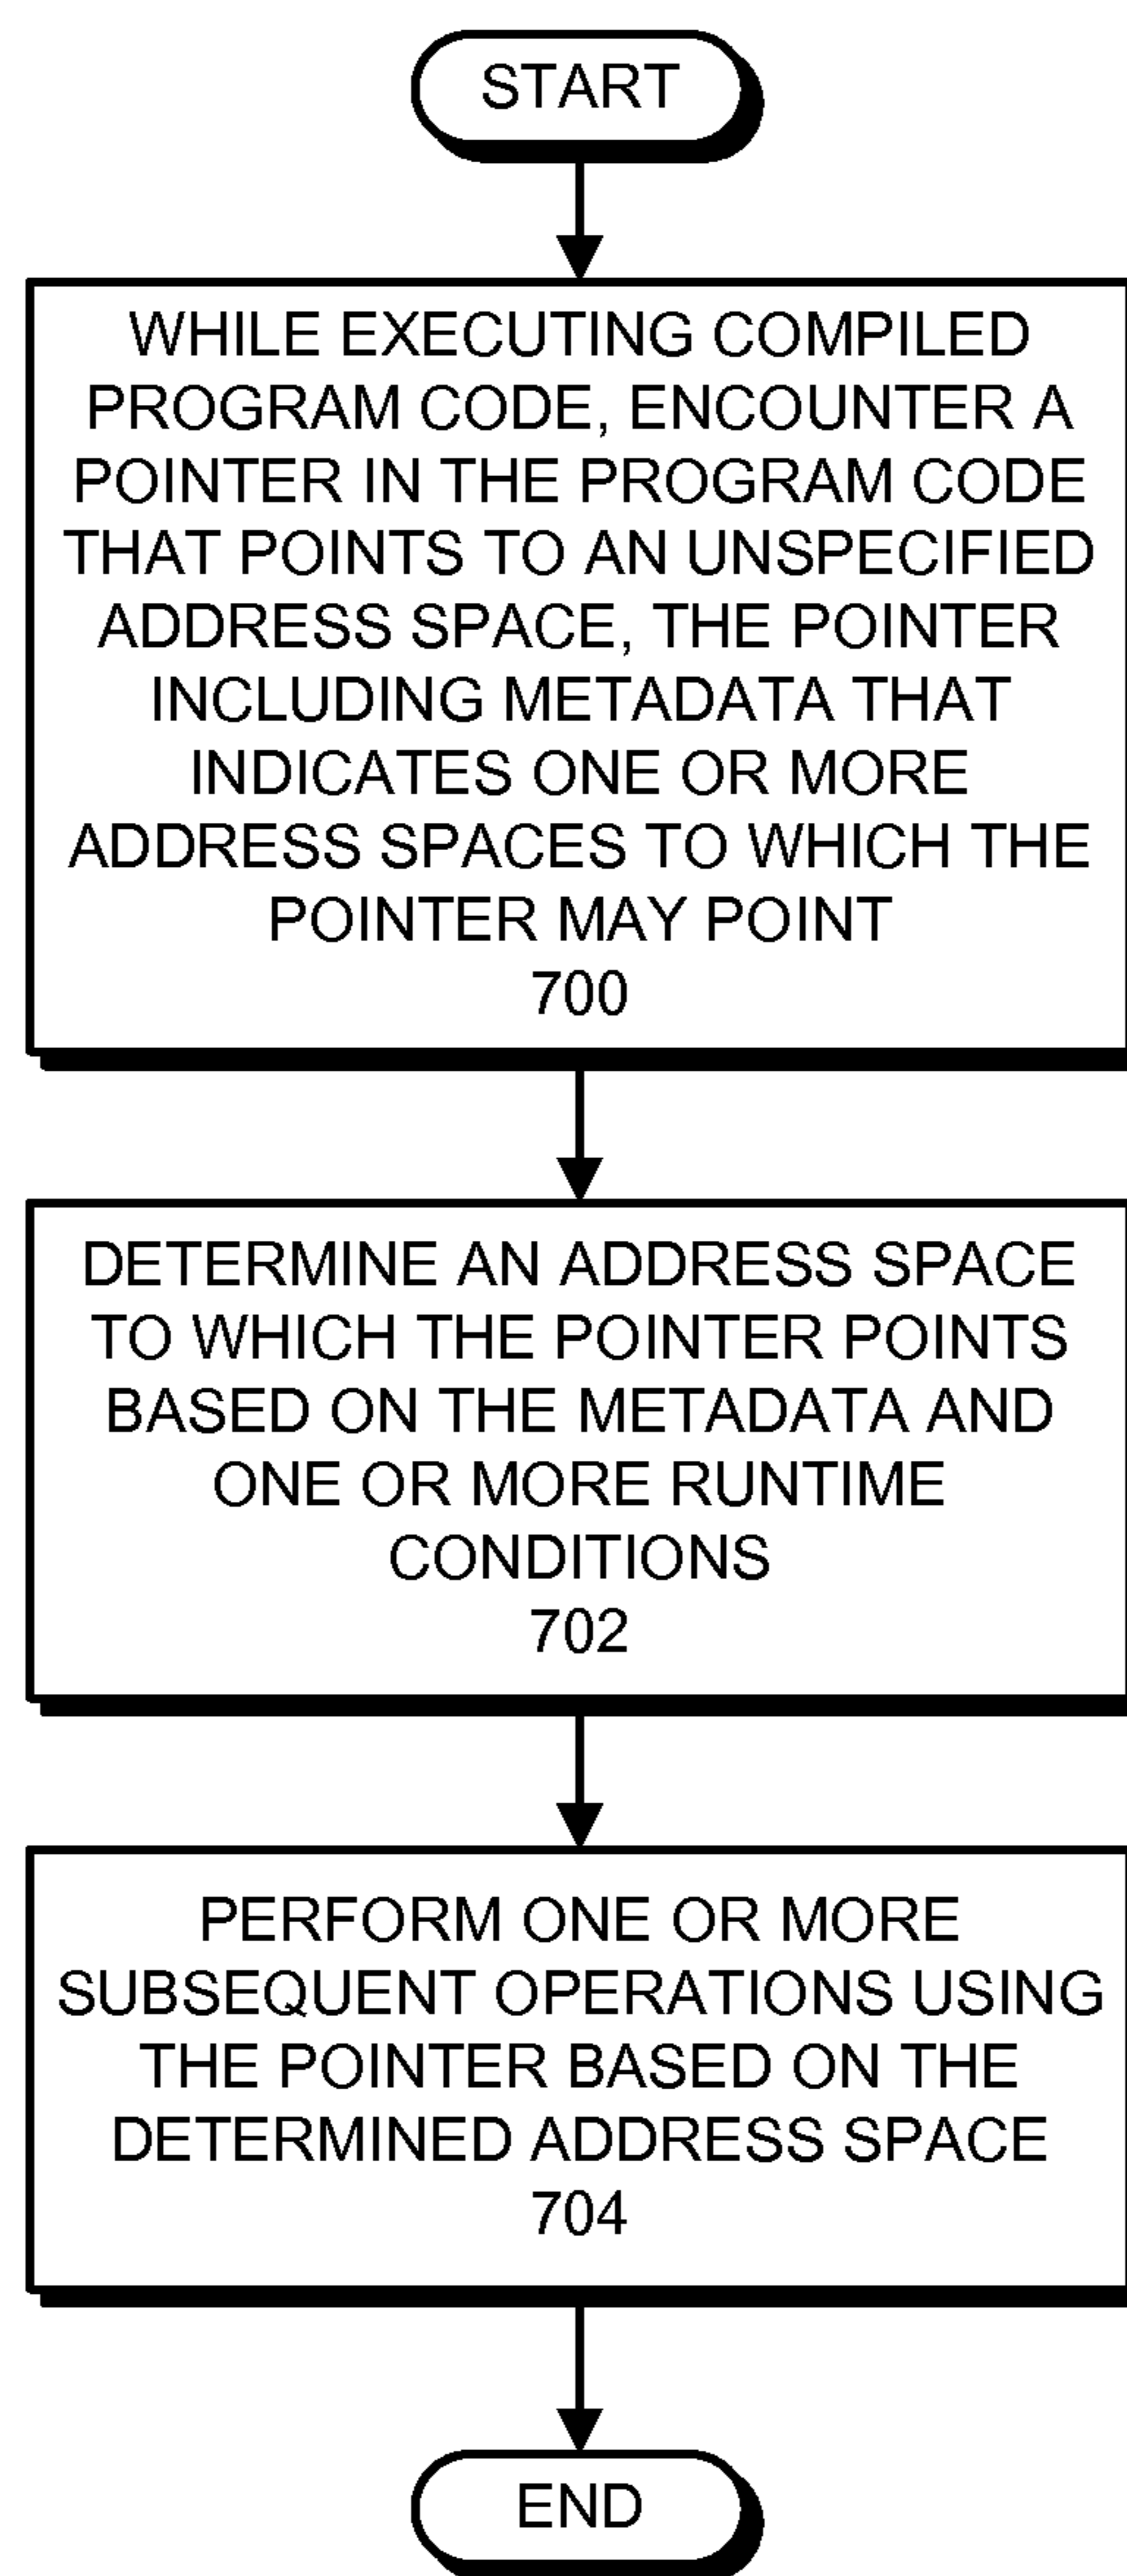 START
WHILE EXECUTING COMPILED
PROGRAM CODE, ENCOUNTER A
POINTER IN THE PROGRAM CODE
THAT POINTS TO AN UNSPECIFIED
ADDRESS SPACE, THE POINTER
INCLUDING METADATA THAT
INDICATES ONE OR MORE
ADDRESS SPACES TO WHICH THE
POINTER MAY POINT
700
DETERMINE AN ADDRESS SPACE
TO WHICH THE POINTER POINTS
BASED ON THE METADATA AND
ONE OR MORE RUNTIME
CONDITIONS
702
PERFORM ONE OR MORE
SUBSEQUENT OPERATIONS USING
THE POINTER BASED ON THE
DETERMINED ADDRESS SPACE
704
END